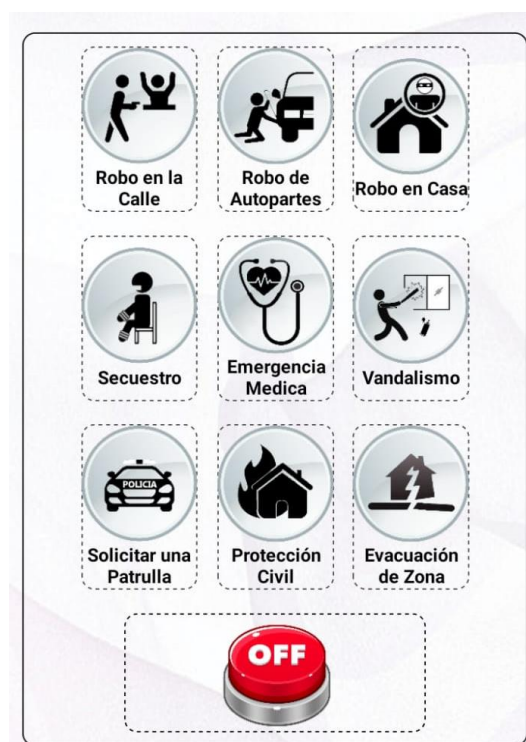 Robo en la
Calle
Robo de
Autopartes
Robo en Casa
Secuestro
Emergencia
Medica
Vandalismo
POLICIA
Solicitar una
Patrulla
Protección
Civil
Evacuación
de Zona
OFF